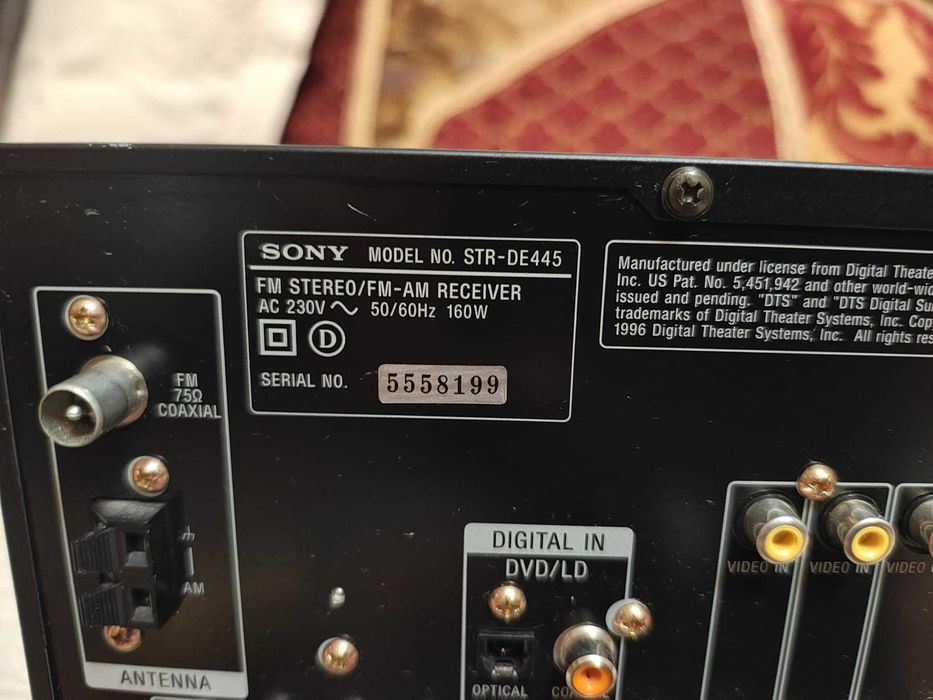 SONY MODEL NO. STR-DE445
FM STEREO/FM-AM RECEIVER
AC 230V ~ 50/60Hz 160W
D
SERIAL NO. 5558199
Manufactured under license from Digital Theate
Inc. US Pat. No. 5,451,942 and other world-wid
issued and pending. "DTS" and "DTS Digital Su
trademarks of Digital Theater Systems, Inc. Cop
1996 Digital Theater Systems, Inc. All rights res
FM
75Ω
COAXIAL
AM
ANTENNA
DIGITAL IN
DVD/LD
OPTICAL
VIDEO IN
VIDEO IN
VIDEO